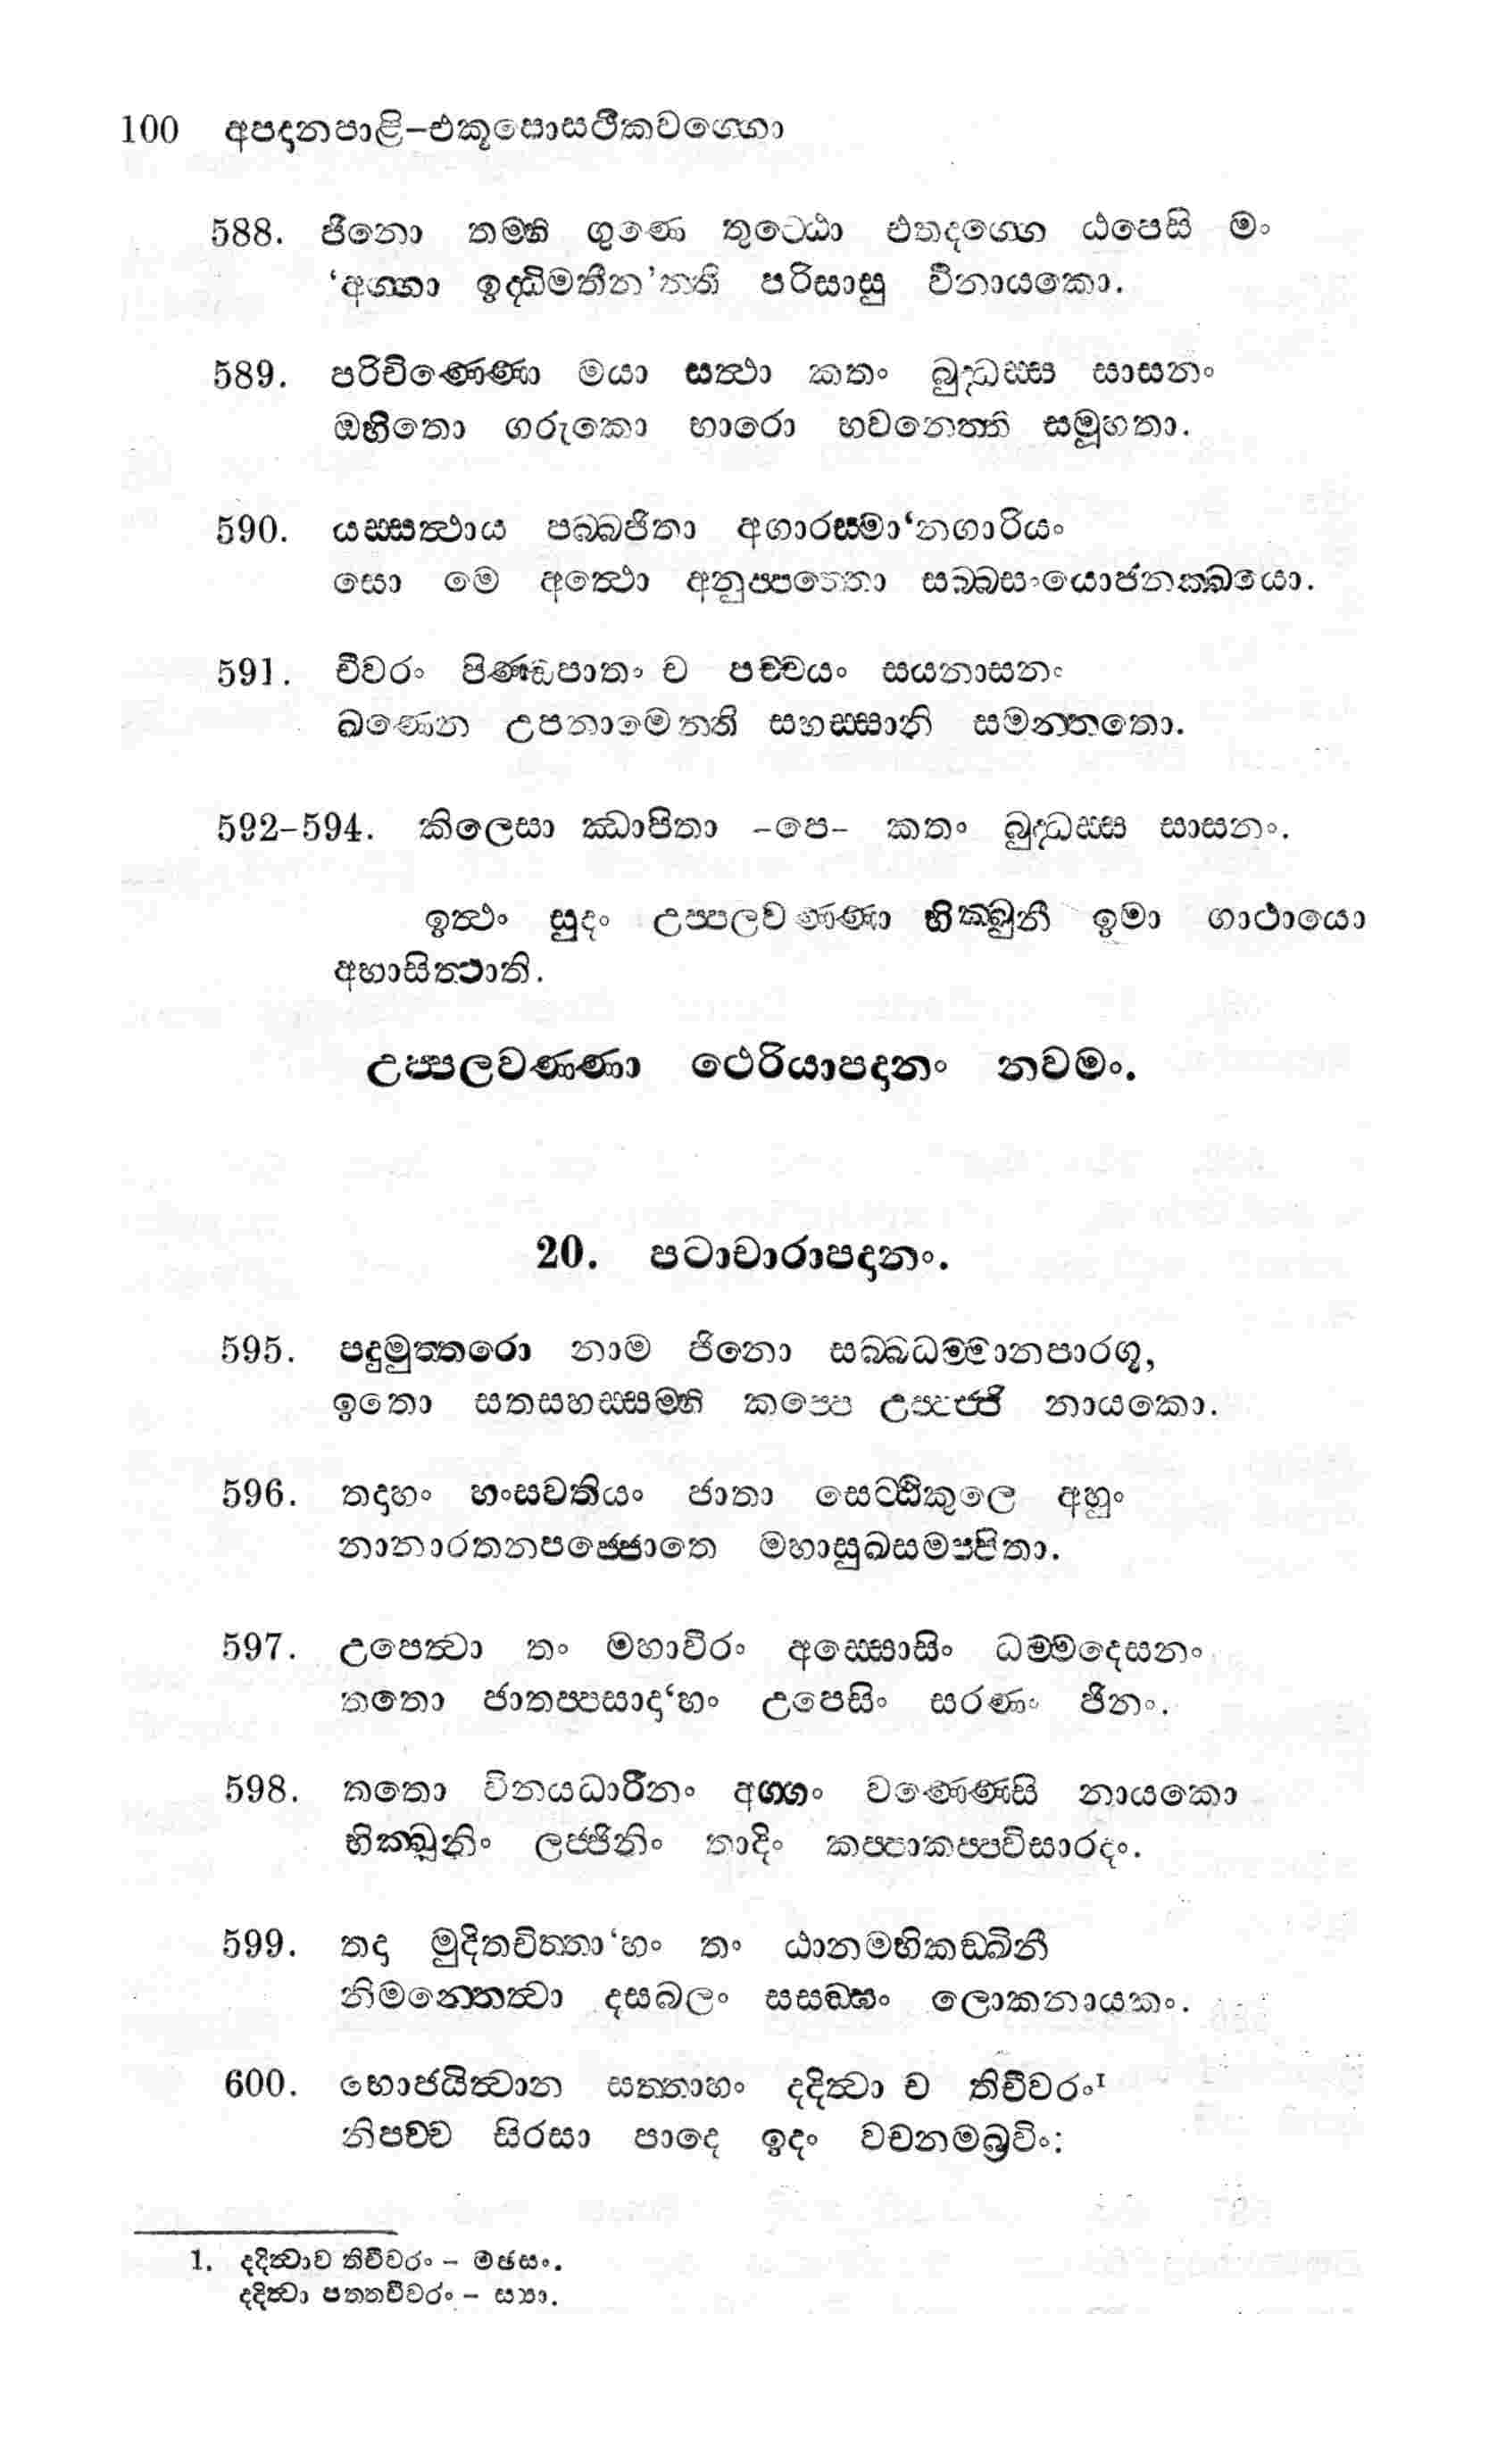 100 අපදානපාළි-එකූපොසථිකවග්ගො
588. ජිනො තම්හි ගුණෙ තුට්ඨො එතදග්ගෙ ඨපෙසි මං
‘අග්ගා ඉද්ධිමතීන’න්ති පරිසාසු විනායකො.
589. පරිචිණ්ණො මයා සත්ථා කතං බුද්ධස්ස සාසනං
ඔහිතො ගරුකො භාරො භවනෙත්ති සමූහතා.
590. යස්සත්ථාය පබ්බජිතා අගාරස්මා‘නගාරියං
සො මෙ අත්ථො අනුප්පත්තො සබ්බසංයොජනක්ඛයො.
591. චීවරං පිණ්ඩපාතං ච පච්චයං සයනාසනං
ඛණෙන උපනාමෙන්ති සහස්සානි සමන්තතො.
592-594. කිලෙසා ඣාපිතා -පෙ- කතං බුද්ධස්ස සාසනං.
ඉත්ථං සුදං උප්පලවණ්ණා භික්ඛුනී ඉමා ගාථායො
අභාසිත්ථාති.
උප්පලවණ්ණා ථෙරියාපදානං නවමං.
20. පටාචාරාපදානං.
595. පදුමුත්තරො නාම ජිනො සබ්බධම්මානපාරගූ,
ඉතො සතසහස්සම්හි කප්පෙ උප්පජ්ජි නායකො.
596. තදාහං හංසවතියං ජාතා සෙට්ඨිකුලෙ අහුං
නානාරතනපජ්ජොතෙ මහාසුඛසමප්පිතා.
597. උපෙත්වා තං මහාවීරං අස්සොසිං ධම්මදෙසනං
තතො ජාතප්පසාදා‘හං උපෙසිං සරණං ජිනං.
598. තතො විනයධාරීනං අග්ගං වණ්ණෙසි නායකො
භික්ඛුනිං ලජ්ජිනිං තාදිං කප්පාකප්පවිසාරදං.
599. තදා මුදිතචිත්තා‘හං තං ඨානමභිකඞ්ඛිනී
නිමන්තෙත්වා දසබලං සසඞ්ඝං ලොකනායකං.
600. භොජයිත්වාන සත්තාහං දදිත්වා ච තිචීවරං¹
නිපච්ච සිරසා පාදෙ ඉදං වචනමබ්‍රවිං:
1. දදිත්වාව තිචීවරං - මඡසං.
දදිත්වා පත්තචීවරං - ස්‍යා.